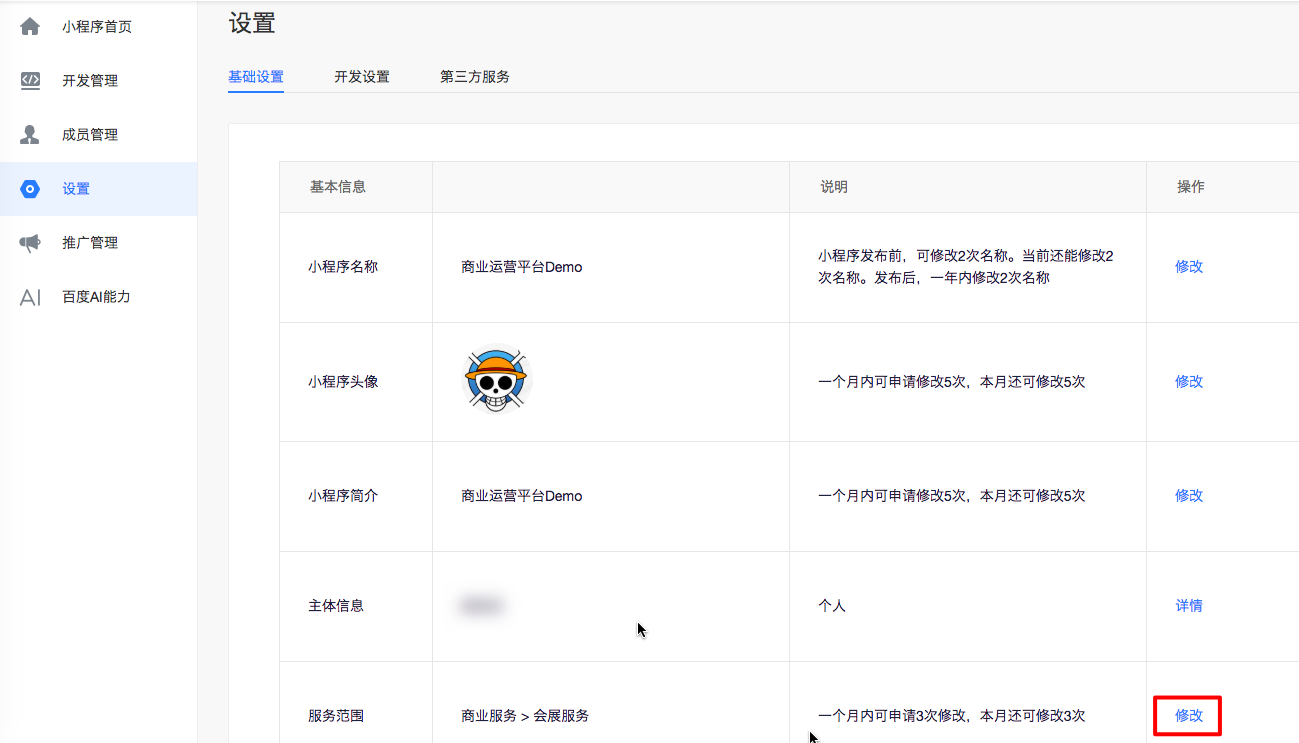 小程序首页
开发管理
成员管理
设置
推广管理
AI 百度AI能力
设置
基础设置 开发设置 第三方服务
基本信息 说明 操作
小程序名称 商业运营平台Demo 小程序发布前，可修改2次名称。当前还能修改2
次名称。发布后，一年内修改2次名称 修改
小程序头像 一个月内可申请修改5次，本月还可修改5次 修改
小程序简介 商业运营平台Demo 一个月内可申请修改5次，本月还可修改5次 修改
主体信息 个人 详情
服务范围 商业服务 > 会展服务 一个月内可申请3次修改，本月还可修改3次 修改